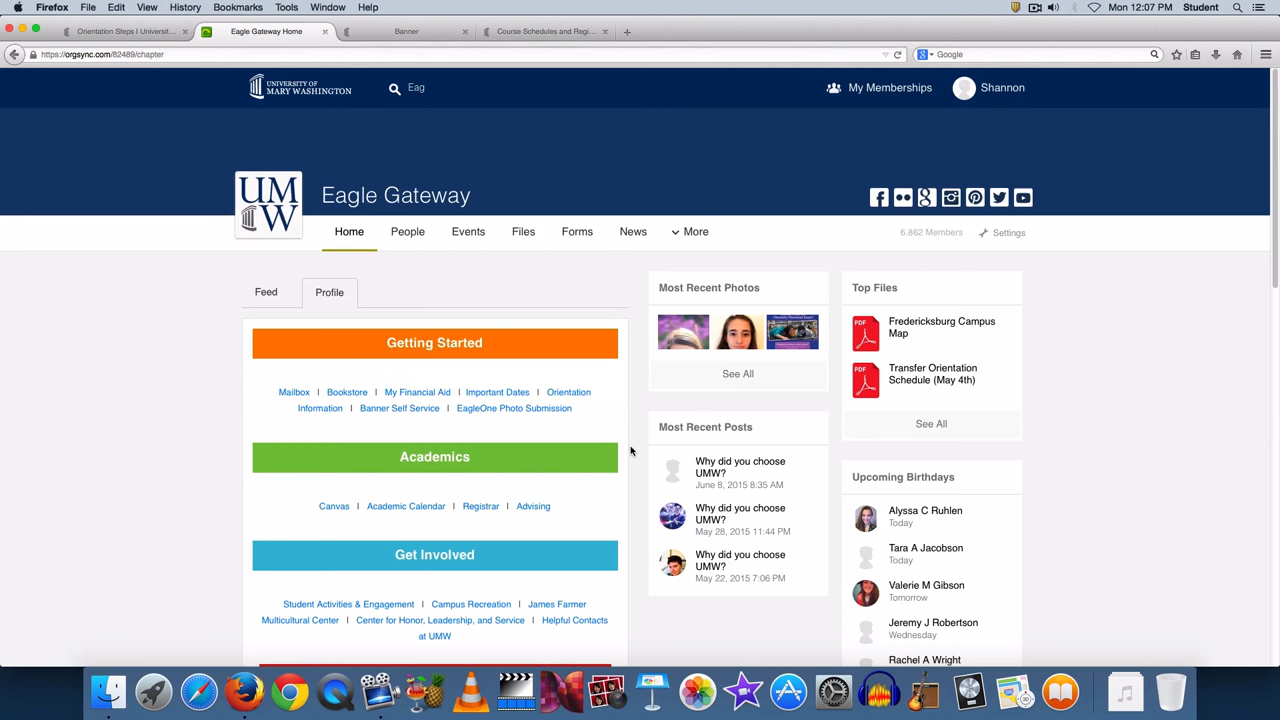 Firefox File Edit View History Bookmarks Tools Window Help Mon 12:07 PM Student
Orientation Steps | Universit... Eagle Gateway Home Banner Course Schedules and Regi...
https://orgsync.com/82489/chapter Google
UNIVERSITY OF
MARY WASHINGTON
Eag
My Memberships Shannon
UM
W
Eagle Gateway
Home People Events Files Forms News More
6,862 Members Settings
Feed Profile
Getting Started
Mailbox | Bookstore | My Financial Aid | Important Dates | Orientation
Information | Banner Self Service | EagleOne Photo Submission
Academics
Canvas | Academic Calendar | Registrar | Advising
Get Involved
Student Activities & Engagement | Campus Recreation | James Farmer
Multicultural Center | Center for Honor, Leadership, and Service | Helpful Contacts
at UMW
Most Recent Photos
See All
Most Recent Posts
Why did you choose
UMW?
June 8, 2015 8:35 AM
Why did you choose
UMW?
May 28, 2015 11:44 PM
Why did you choose
UMW?
May 22, 2015 7:06 PM
Top Files
PDF
Fredericksburg Campus
Map
PDF
Transfer Orientation
Schedule (May 4th)
See All
Upcoming Birthdays
Alyssa C Ruhlen
Today
Tara A Jacobson
Today
Valerie M Gibson
Tomorrow
Jeremy J Robertson
Wednesday
Rachel A Wright